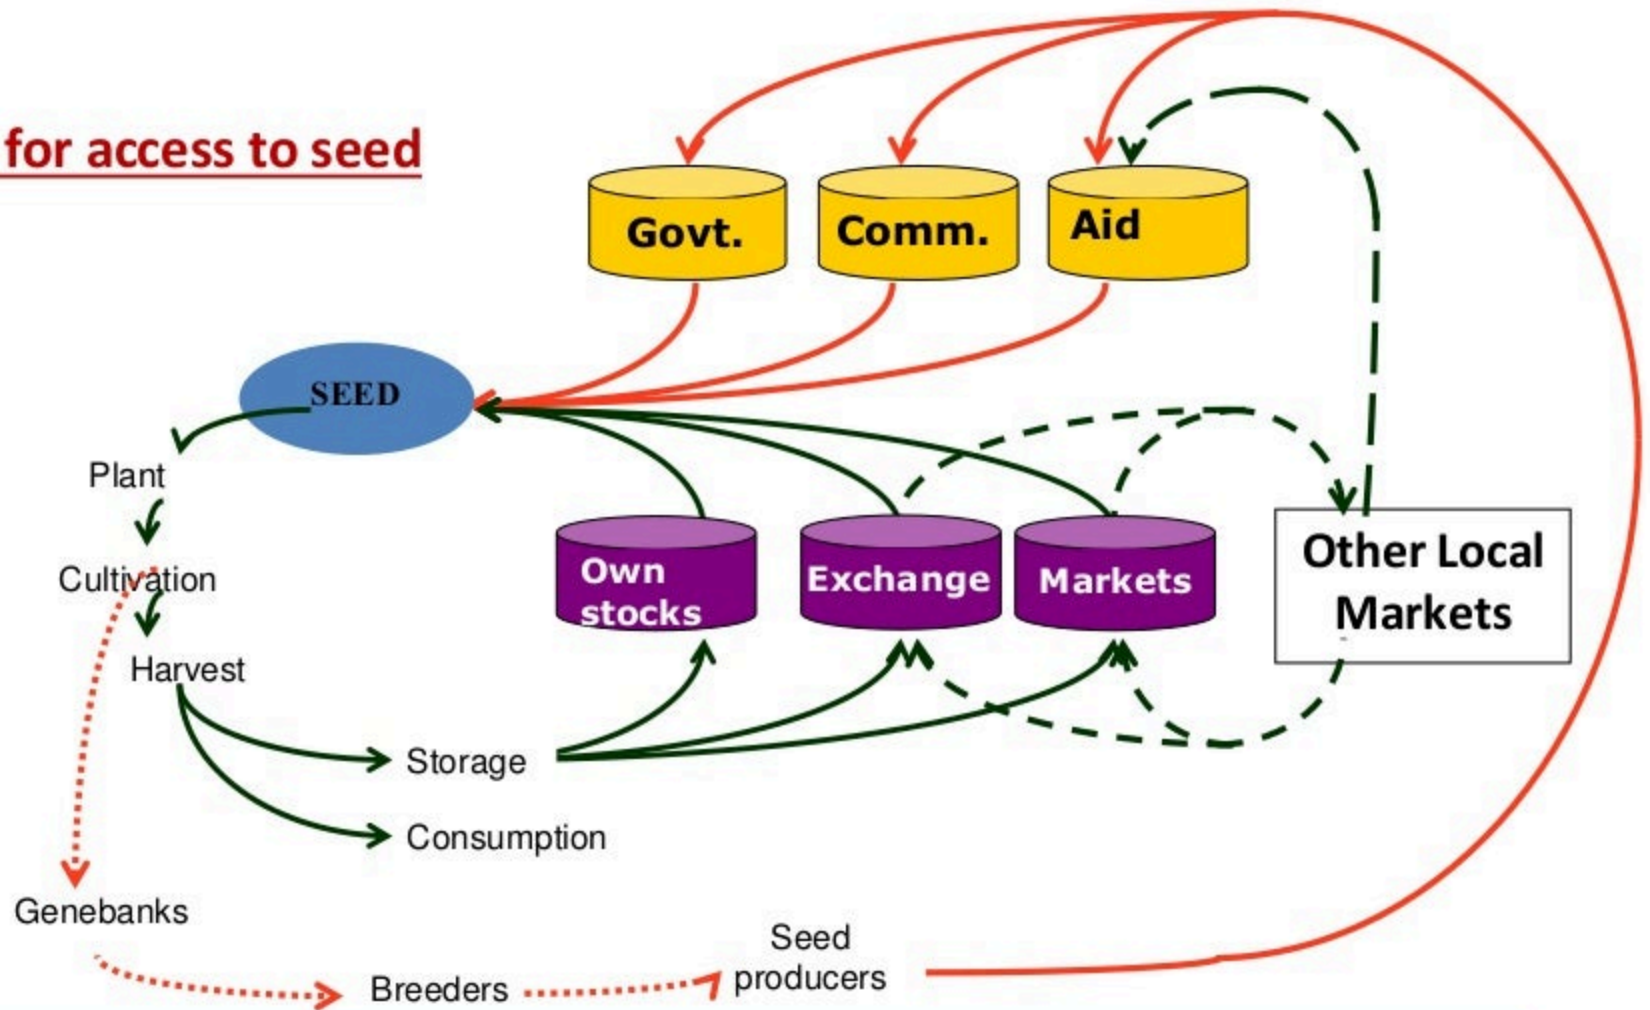 for access to seed
Govt.
Comm.
Aid
SEED
Plant
Cultivation
Harvest
Own
stocks
Exchange
Markets
Other Local
Markets
Storage
Consumption
Genebanks
Breeders
Seed
producers